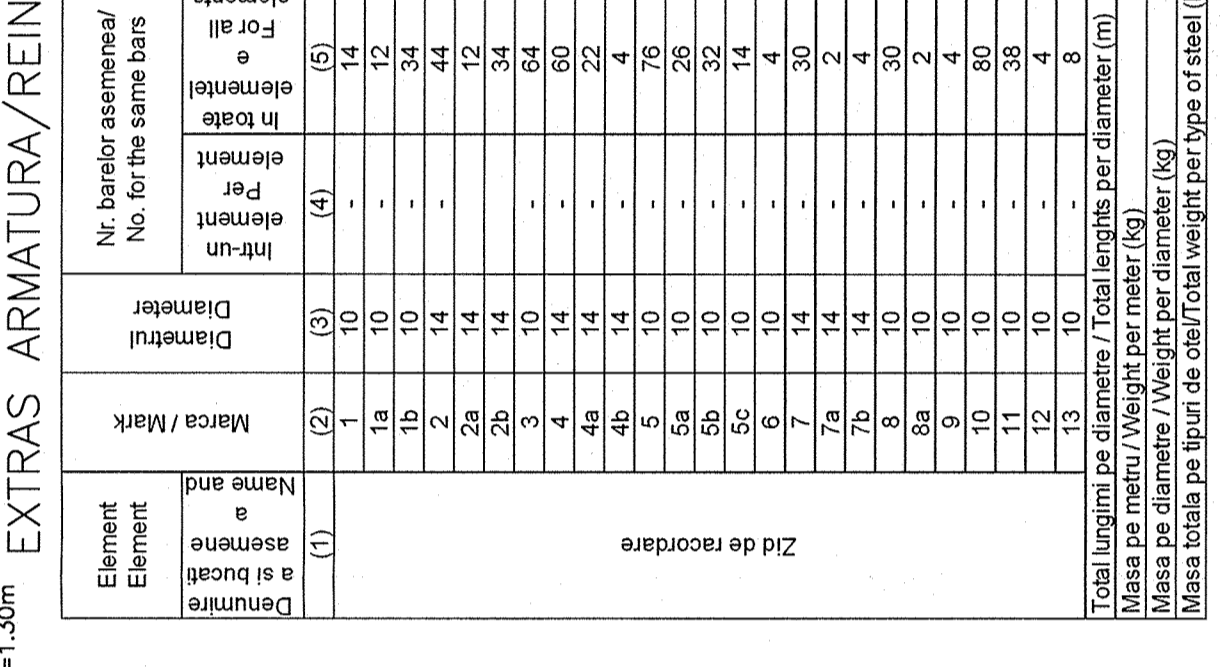 =1.30m
EXTRAS ARMATURA/REIN
Element
Element
Denumire
a si bucati
asemene
a
Name and
Marca / Mark
Diametrul
Diameter
Nr. barelor asemenea/
No. for the same bars
Intr-un
element
Per
element
In toate
elementel
e
For all
(1) (2) (3) (4) (5)
Zid de racordare
1 10 - 14
1a 10 - 12
1b 10 - 34
2 14 44
2a 14 12
2b 14 34
3 10 - 64
4 14 - 60
4a 14 - 22
4b 14 - 4
5 10 - 76
5a 10 - 26
5b 10 - 32
5c 10 - 14
6 10 - 4
7 14 - 30
7a 14 - 2
7b 14 - 4
8 10 - 30
8a 10 - 2
9 10 - 4
10 10 - 80
11 10 - 38
12 10 - 4
13 10 - 8
Total lungimi pe diametre / Total lenghts per diameter (m)
Masa pe metru / Weight per meter (kg)
Masa pe diametre / Weight per diameter (kg)
Masa totala pe tipuri de otel/Total weight per type of steel (